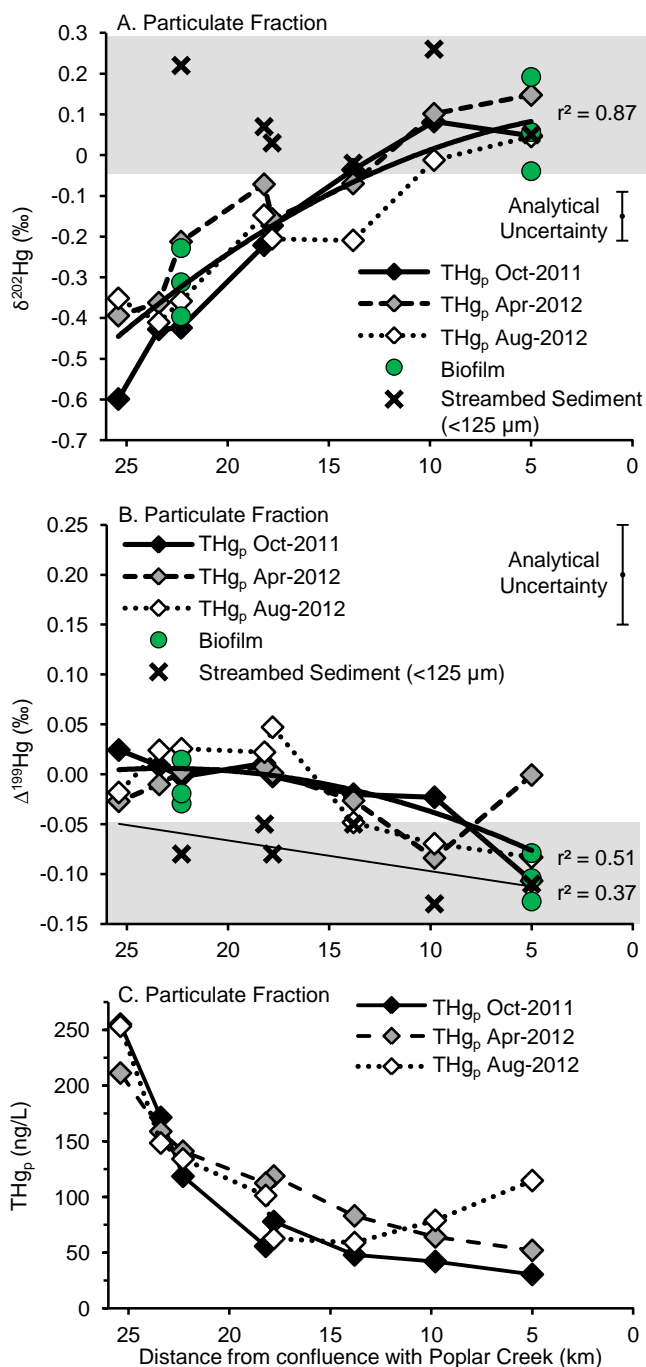 A. Particulate Fraction
0.3
0.2
0.1
0
-0.1
-0.2
-0.3
-0.4
-0.5
-0.6
-0.7
δ²⁰²Hg (‰)
r² = 0.87
Analytical
Uncertainty
THgₚ Oct-2011
THgₚ Apr-2012
THgₚ Aug-2012
Biofilm
Streambed Sediment
(<125 µm)
25 20 15 10 5 0
B. Particulate Fraction
0.25
0.20
0.15
0.10
0.05
0.00
-0.05
-0.10
-0.15
Δ¹⁹⁹Hg (‰)
THgₚ Oct-2011
THgₚ Apr-2012
THgₚ Aug-2012
Biofilm
Streambed Sediment (<125 µm)
Analytical
Uncertainty
r² = 0.51
r² = 0.37
25 20 15 10 5 0
C. Particulate Fraction
250
200
150
100
50
0
THgₚ (ng/L)
THgₚ Oct-2011
THgₚ Apr-2012
THgₚ Aug-2012
25 20 15 10 5 0
Distance from confluence with Poplar Creek (km)